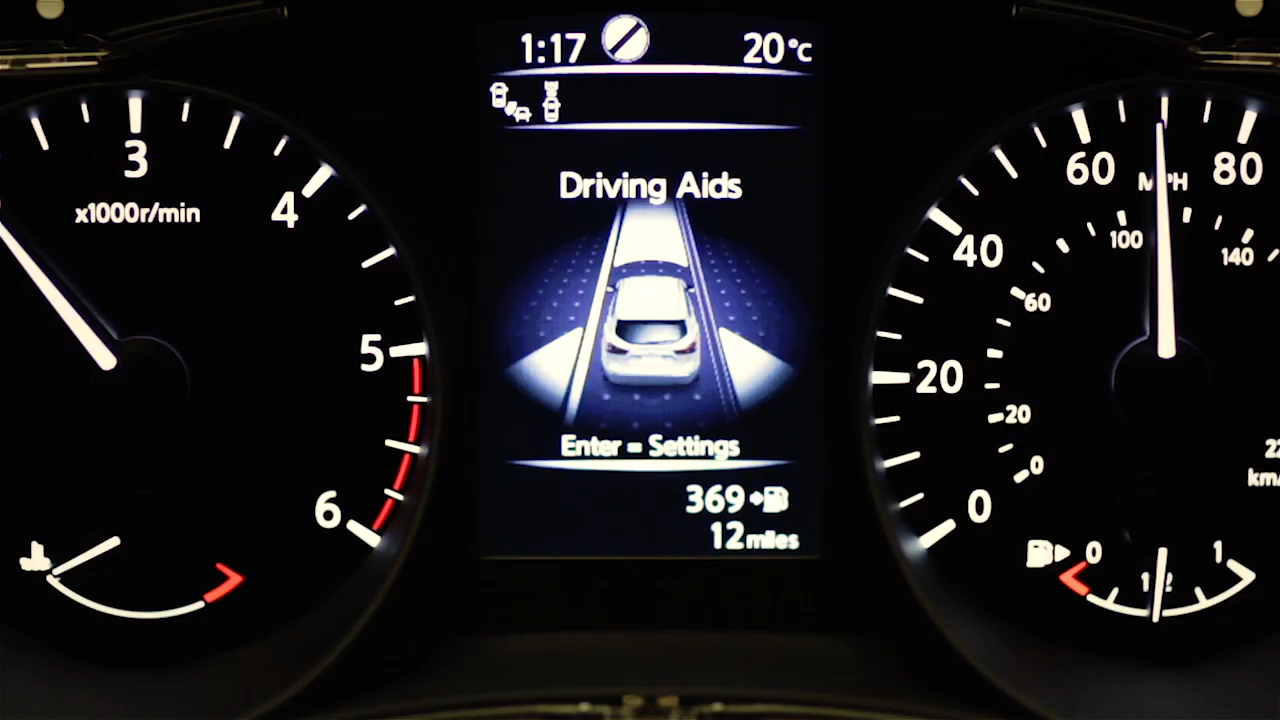 1:17 20°C
Driving Aids
Enter = Settings
369
12 miles
3
4
5
6
x1000r/min
0
20
40
60
80
MPH
0
20
60
100
140
km/
0
1